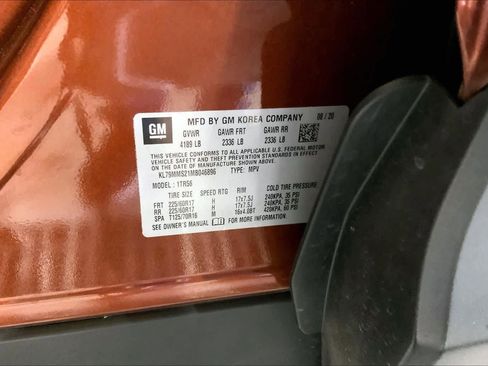 GM
MFD BY GM KOREA COMPANY 08 / 20
GVWR GAWR FRT GAWR RR
4189 LB 2336 LB 2336 LB
THIS VEHICLE CONFORMS TO ALL APPLICABLE U.S. FEDERAL MOTOR
VEHICLE SAFETY AND THEFT PREVENTION STANDARDS IN EFFECT ON
THE DATE OF MANUFACTURE SHOWN ABOVE.
KL79MMS21MB046896 TYPE: MPV
MODEL: 1TR56
TIRE SIZE SPEED RTG RIM COLD TIRE PRESSURE
FRT 225/60R17 H 17x7.5J 240KPA, 35 PSI
RR 225/60R17 H 17x7.5J 240KPA, 35 PSI
SPA T125/70R16 M 16x4.0BT 420KPA, 60 PSI
SEE OWNER'S MANUAL FOR MORE INFORMATION.